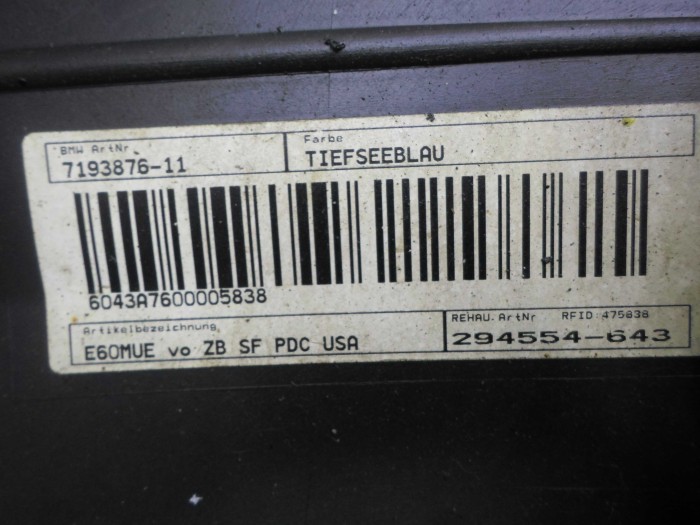 BMW ArtNr
7193876-11
Farbe
TIEFSEEBLAU
6043A7600005838
Artikelbezeichnung
E60MUE vo ZB SF PDC USA
REHAU.ArtNr RFID:475838
294554-643